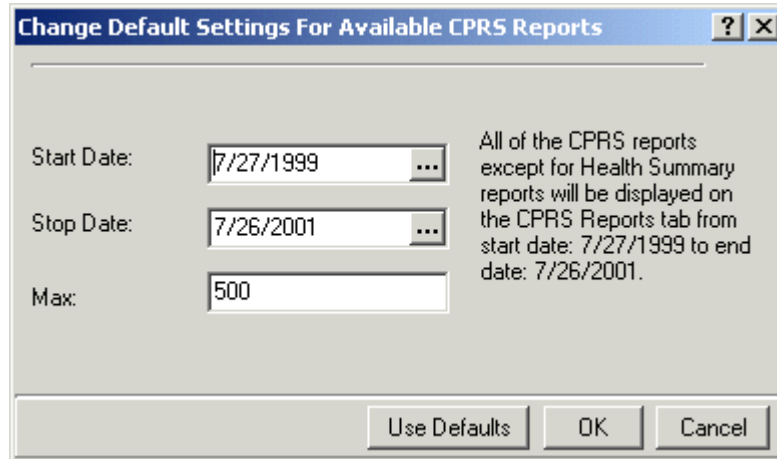 Change Default Settings For Available CPRS Reports
?
Start Date:
7/27/1999
...
Stop Date:
7/26/2001
...
Max:
500
All of the CPRS reports
except for Health Summary
reports will be displayed on
the CPRS Reports tab from
start date: 7/27/1999 to end
date: 7/26/2001.
Use Defaults
OK
Cancel